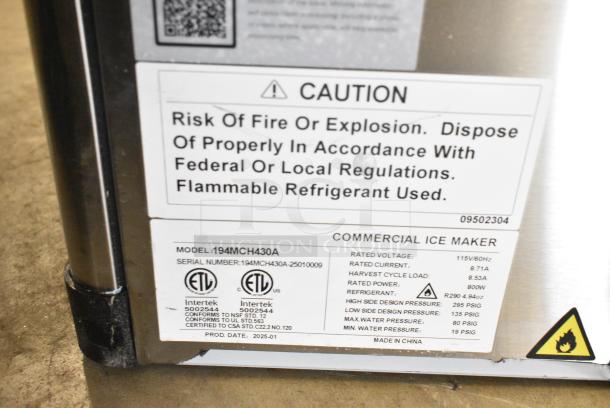 CAUTION
Risk Of Fire Or Explosion. Dispose
Of Properly In Accordance With
Federal Or Local Regulations.
Flammable Refrigerant Used.
09502304
COMMERCIAL ICE MAKER
MODEL:194MCH430A
SERIAL NUMBER:194MCH430A-25010009
ETL
Intertek
5002544
C ETL US
Intertek
5002544
CONFORMS TO NSF STD. 12
CONFORMS TO UL STD.563
CERTIFIED TO CSA STD.C22.2 NO.120
PROD. DATE: 2025-01
RATED VOLTAGE: 115V/60Hz
RATED CURRENT: 8.71A
HARVEST CYCLE LOAD 8.53A
RATED POWER: 800W
REFRIGERANT: R290 4.94oz
HIGH SIDE DESIGN PRESSURE: 285 PSIG
LOW SIDE DESIGN PRESSURE: 135 PSIG
MAX.WATER PRESSURE: 80 PSIG
MIN. WATER PRESSURE: 18 PSIG
MADE IN CHINA